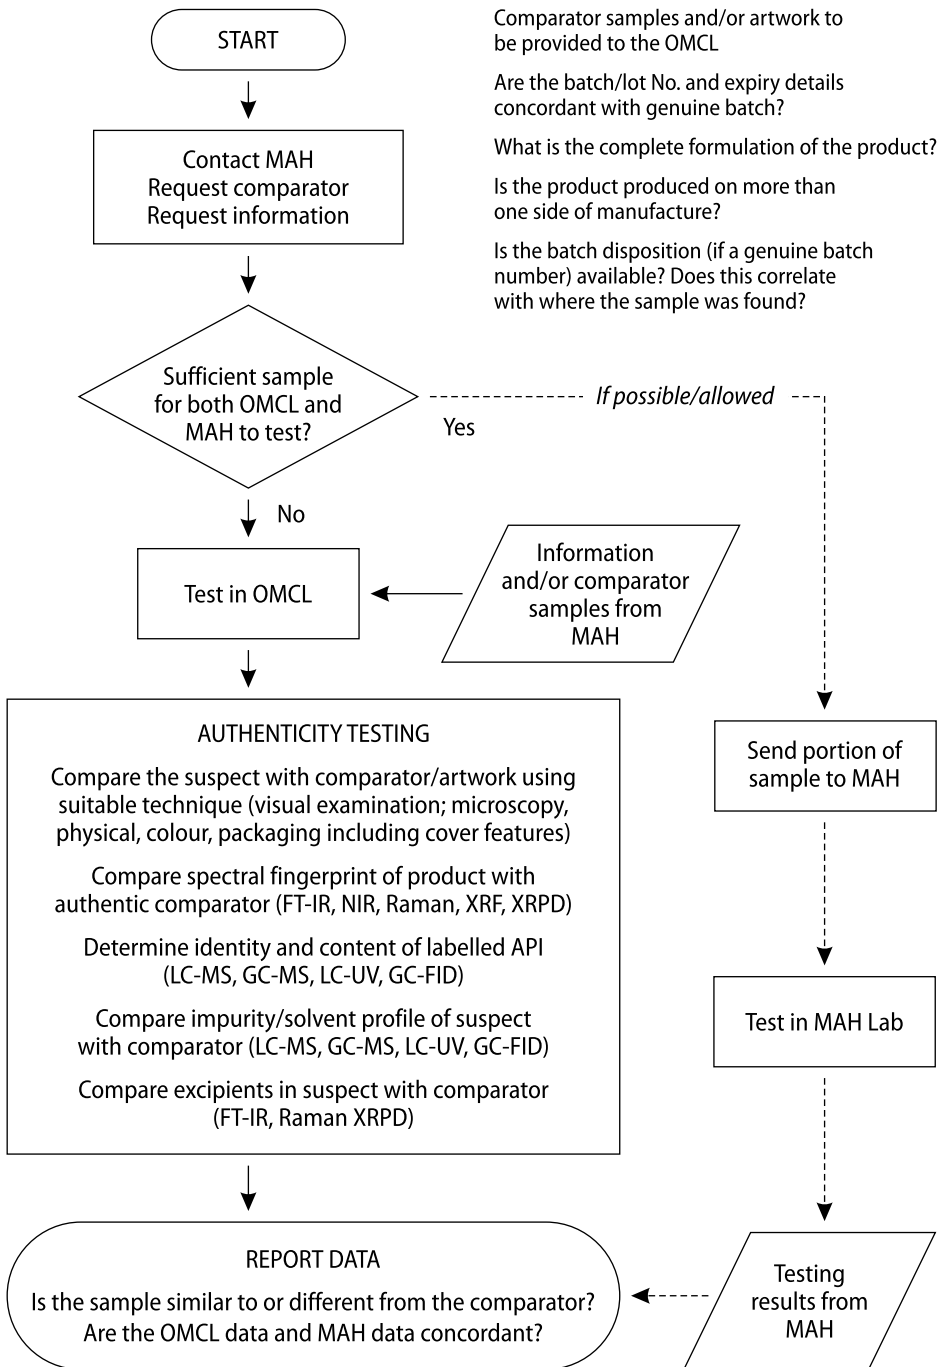 START
Contact MAH
Request comparator
Request information
Comparator samples and/or artwork to
be provided to the OMCL
Are the batch/lot No. and expiry details
concordant with genuine batch?
What is the complete formulation of the product?
Is the product produced on more than
one side of manufacture?
Is the batch disposition (if a genuine batch
number) available? Does this correlate
with where the sample was found?
Sufficient sample
for both OMCL and
MAH to test?
Yes
If possible/allowed
No
Test in OMCL
Information
and/or comparator
samples from
MAH
AUTHENTICITY TESTING
Compare the suspect with comparator/artwork using
suitable technique (visual examination; microscopy,
physical, colour, packaging including cover features)
Compare spectral fingerprint of product with
authentic comparator (FT-IR, NIR, Raman, XRF, XRPD)
Determine identity and content of labelled API
(LC-MS, GC-MS, LC-UV, GC-FID)
Compare impurity/solvent profile of suspect
with comparator (LC-MS, GC-MS, LC-UV, GC-FID)
Compare excipients in suspect with comparator
(FT-IR, Raman XRPD)
Send portion of
sample to MAH
Test in MAH Lab
Testing
results from
MAH
REPORT DATA
Is the sample similar to or different from the comparator?
Are the OMCL data and MAH data concordant?